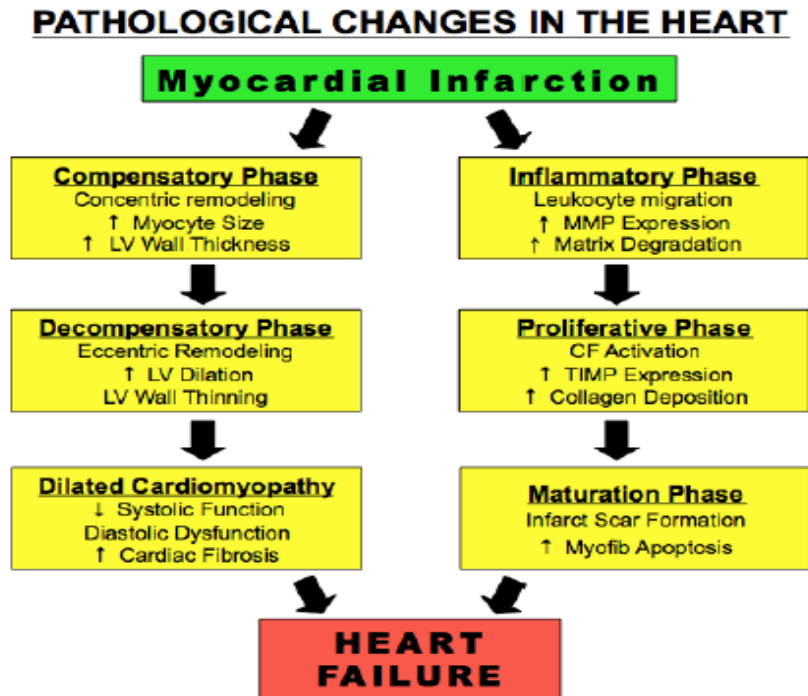 PATHOLOGICAL CHANGES IN THE HEART
Myocardial Infarction
Compensatory Phase
Concentric remodeling
↑ Myocyte Size
↑ LV Wall Thickness
Inflammatory Phase
Leukocyte migration
↑ MMP Expression
↑ Matrix Degradation
Decompensatory Phase
Eccentric Remodeling
↑ LV Dilation
LV Wall Thinning
Proliferative Phase
CF Activation
↑ TIMP Expression
↑ Collagen Deposition
Dilated Cardiomyopathy
↓ Systolic Function
Diastolic Dysfunction
↑ Cardiac Fibrosis
Maturation Phase
Infarct Scar Formation
↑ Myofib Apoptosis
HEART
FAILURE